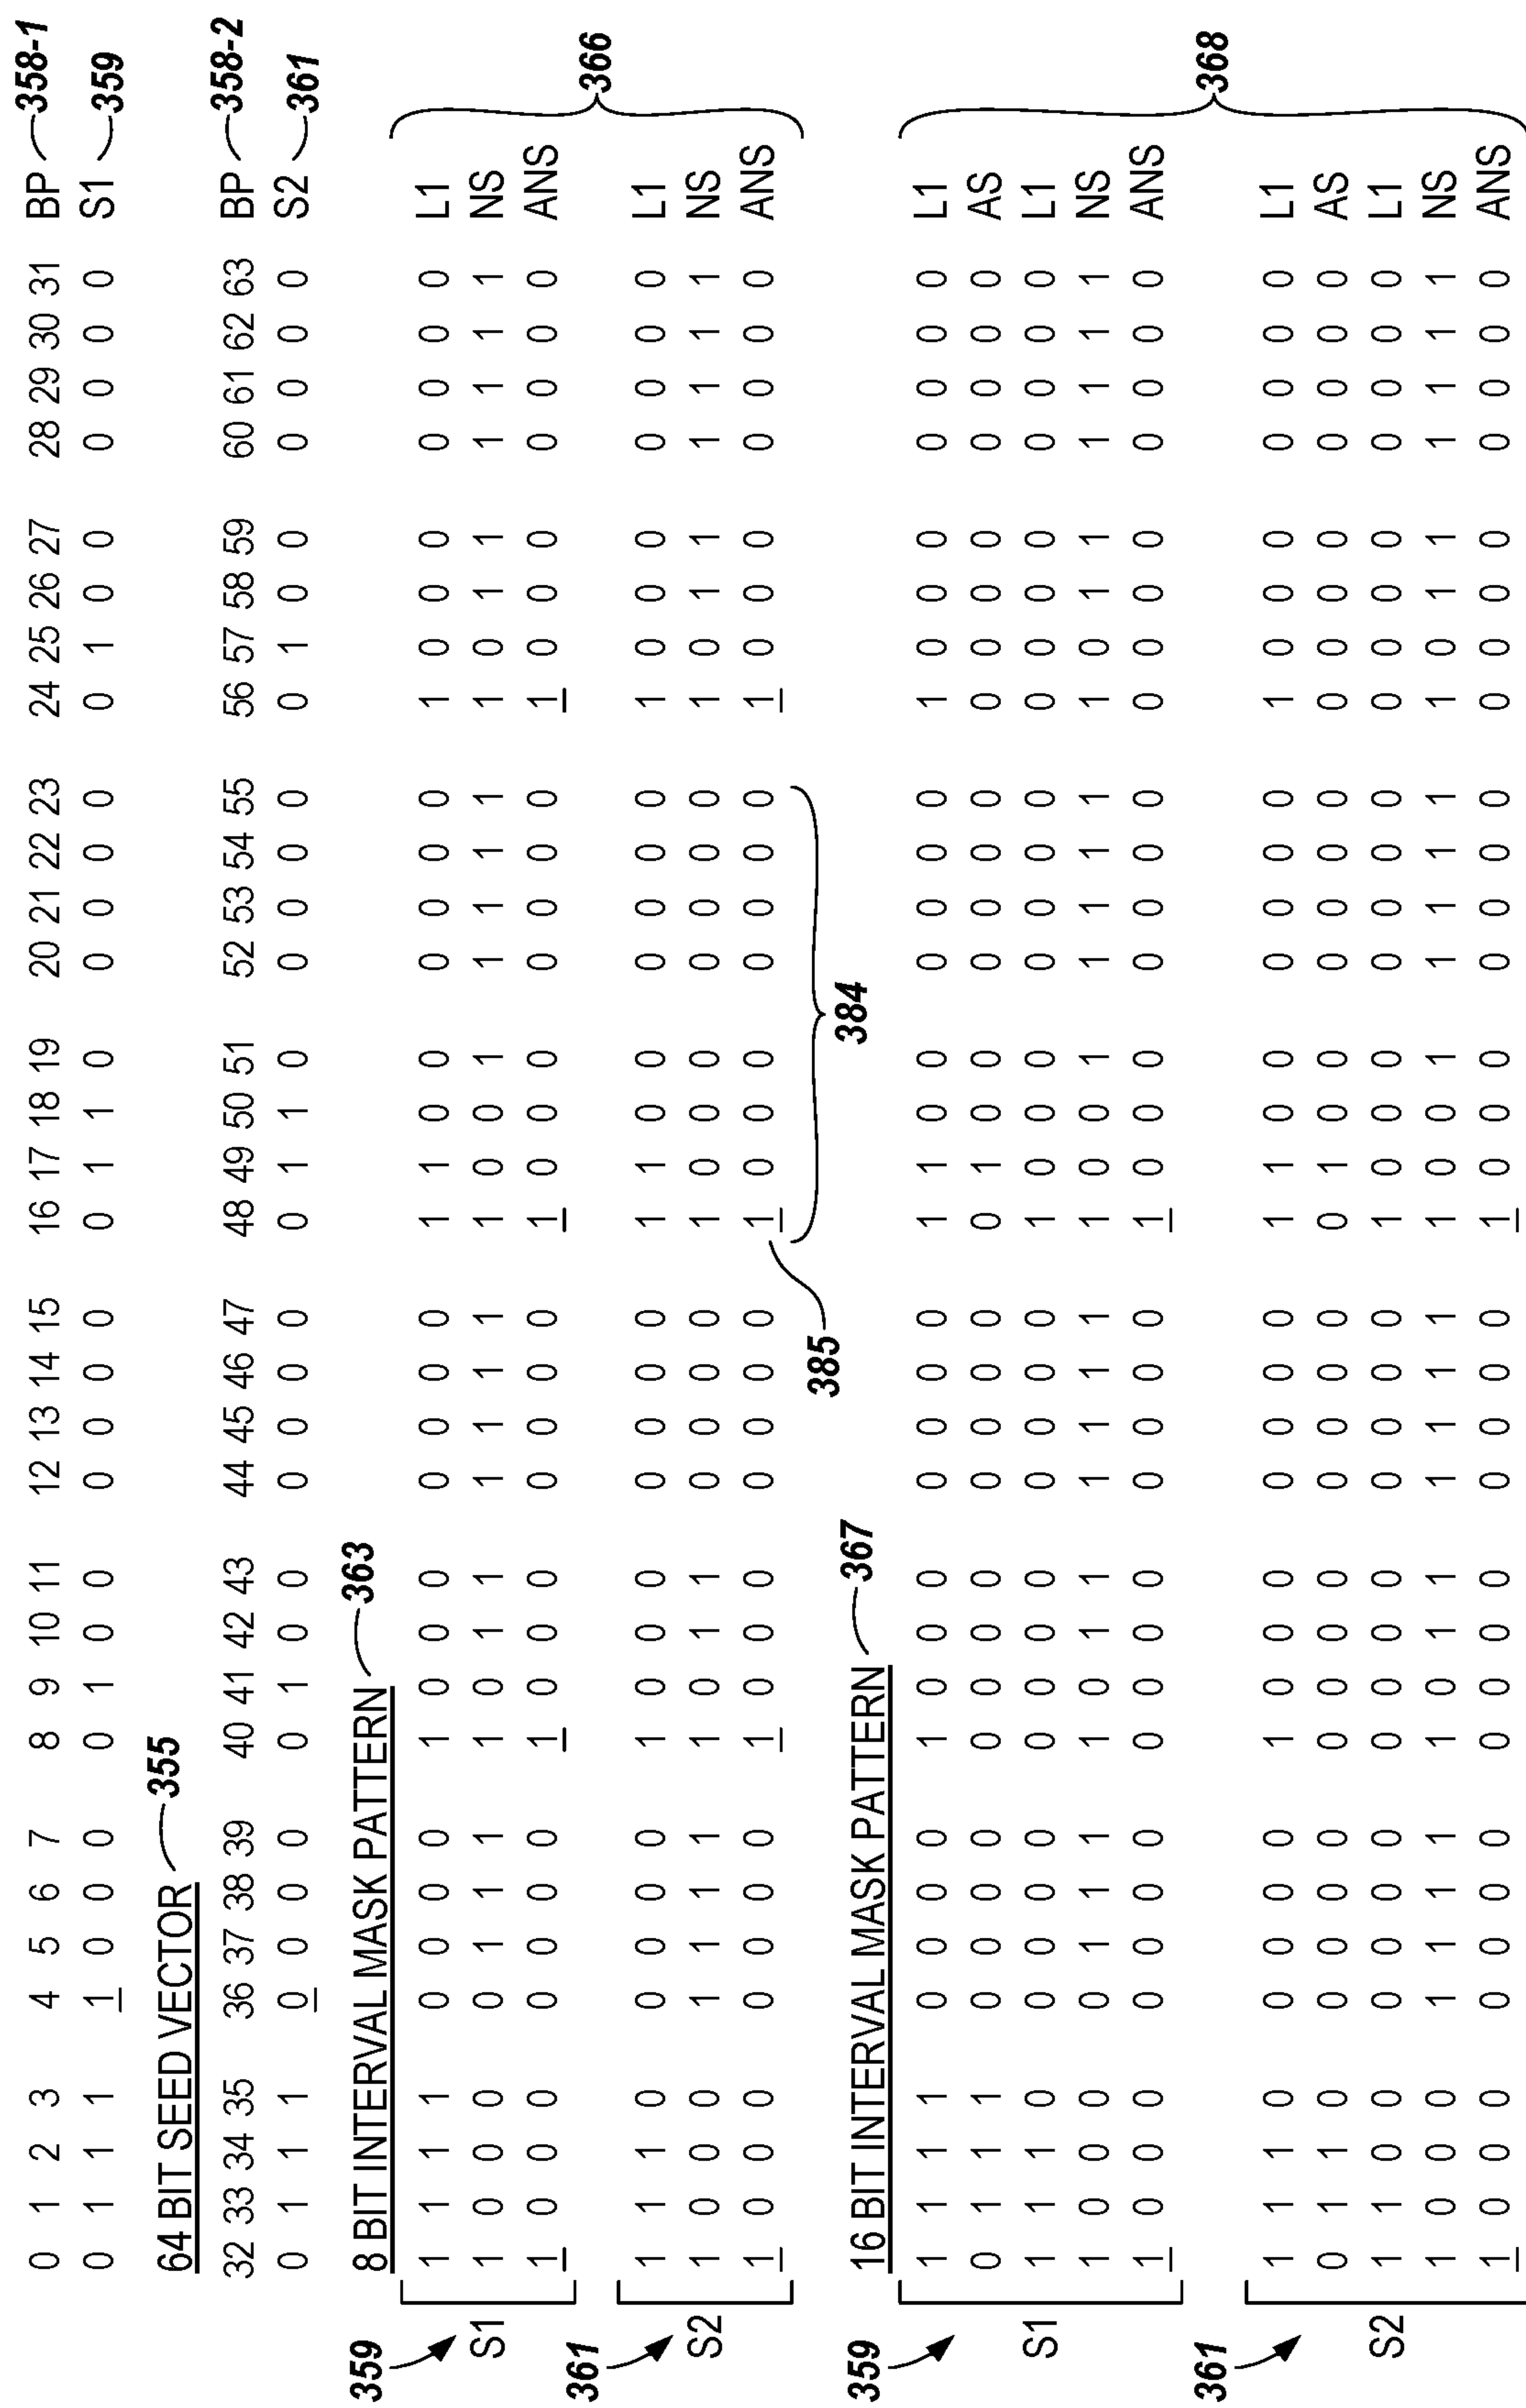 0 1 2 3 4 5 6 7 8 9 10 11 12 13 14 15 16 17 18 19 20 21 22 23 24 25 26 27 28 29 30 31 BP 358-1
0 1 1 1 1 0 0 0 0 1 0 0 0 0 0 0 0 1 1 0 0 0 0 0 0 1 0 0 0 0 0 0 S1 359
64 BIT SEED VECTOR 355
32 33 34 35 36 37 38 39 40 41 42 43 44 45 46 47 48 49 50 51 52 53 54 55 56 57 58 59 60 61 62 63 BP 358-2
0 1 1 1 0 0 0 0 0 1 0 0 0 0 0 0 0 1 1 0 0 0 0 0 0 1 0 0 0 0 0 0 S2 361
8 BIT INTERVAL MASK PATTERN 363
359
1 1 1 1 0 0 0 0 1 0 0 0 0 0 0 0 1 1 0 0 0 0 0 0 1 0 0 0 0 0 0 0 L1
S1 1 0 0 0 0 1 1 1 1 0 1 1 1 1 1 1 1 0 0 1 1 1 1 1 1 0 1 1 1 1 1 1 NS
1 0 0 0 0 0 0 0 1 0 0 0 0 0 0 0 1 0 0 0 0 0 0 0 1 0 0 0 0 0 0 0 ANS
366
361
1 1 1 0 0 0 0 0 1 0 0 0 0 0 0 0 1 1 0 0 0 0 0 0 1 0 0 0 0 0 0 0 L1
S2 1 0 0 0 1 1 1 1 1 0 1 1 0 0 0 0 1 0 0 0 0 0 0 0 1 0 1 1 1 1 1 1 NS
1 0 0 0 0 0 0 0 1 0 0 0 0 0 0 0 1 0 0 0 0 0 0 0 1 0 0 0 0 0 0 0 ANS
385 384
16 BIT INTERVAL MASK PATTERN 367
359
1 1 1 1 0 0 0 0 1 0 0 0 0 0 0 0 1 1 0 0 0 0 0 0 1 0 0 0 0 0 0 0 L1
0 1 1 1 0 0 0 0 0 0 0 0 0 0 0 0 0 1 0 0 0 0 0 0 0 0 0 0 0 0 0 0 AS
S1 1 1 1 0 0 0 0 0 0 0 0 0 0 0 0 0 1 0 0 0 0 0 0 0 0 0 0 0 0 0 0 0 L1
1 0 0 0 0 1 1 1 1 0 1 1 1 1 1 1 1 0 0 1 1 1 1 1 1 0 1 1 1 1 1 1 NS
1 0 0 0 0 0 0 0 0 0 0 0 0 0 0 0 1 0 0 0 0 0 0 0 0 0 0 0 0 0 0 0 ANS
368
361
1 1 1 0 0 0 0 0 1 0 0 0 0 0 0 0 1 1 0 0 0 0 0 0 1 0 0 0 0 0 0 0 L1
0 1 1 0 0 0 0 0 0 0 0 0 0 0 0 0 0 1 0 0 0 0 0 0 0 0 0 0 0 0 0 0 AS
S2 1 1 0 0 0 0 0 0 0 0 0 0 0 0 0 0 1 0 0 0 0 0 0 0 0 0 0 0 0 0 0 0 L1
1 0 0 0 1 1 1 1 1 0 1 1 1 1 1 1 1 0 0 1 1 1 1 1 1 0 1 1 1 1 1 1 NS
1 0 0 0 0 0 0 0 0 0 0 0 0 0 0 0 1 0 0 0 0 0 0 0 0 0 0 0 0 0 0 0 ANS